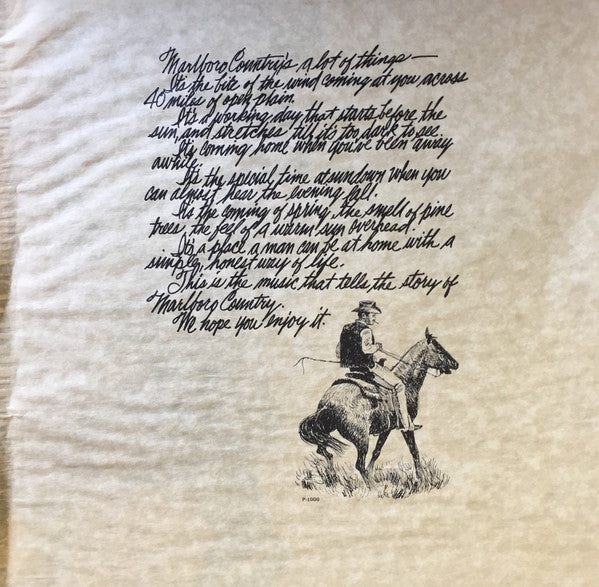 Marlboro Country's a lot of things—
It's the bite of the wind coming at you, across
40 miles of open plain.
It's a working day that starts before the
sun, and stretches 'til it's too dark to see.
It's coming home when you've been away
awhile.
It's the special time at sundown when you
can almost hear the evening fall.
It's the coming of spring, the smell of pine
trees, the feel of a warm sun overhead.
It's a place a man can be at home with a
simple, honest way of life.
This is the music that tells the story of
Marlboro Country.
We hope you enjoy it.
P-1000